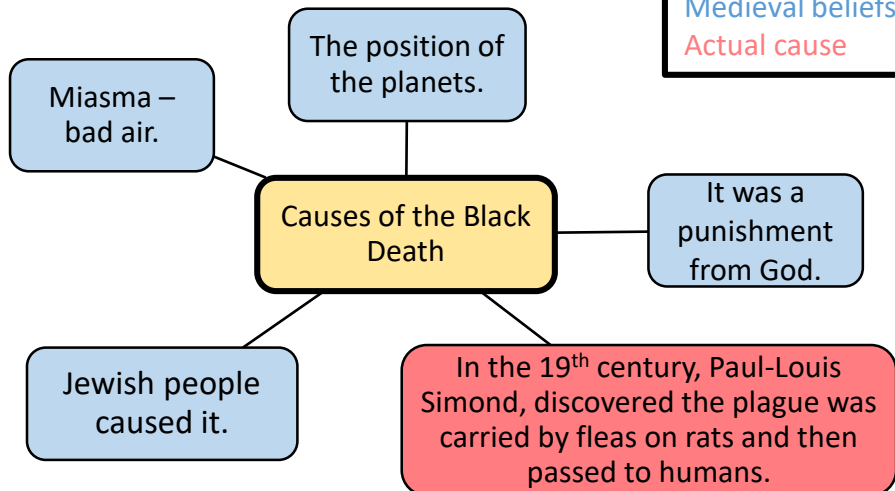 Medieval beliefs
Actual cause
The position of
the planets.
Miasma –
bad air.
Causes of the Black
Death
It was a
punishment
from God.
Jewish people
caused it.
In the 19th century, Paul-Louis
Simond, discovered the plague was
carried by fleas on rats and then
passed to humans.